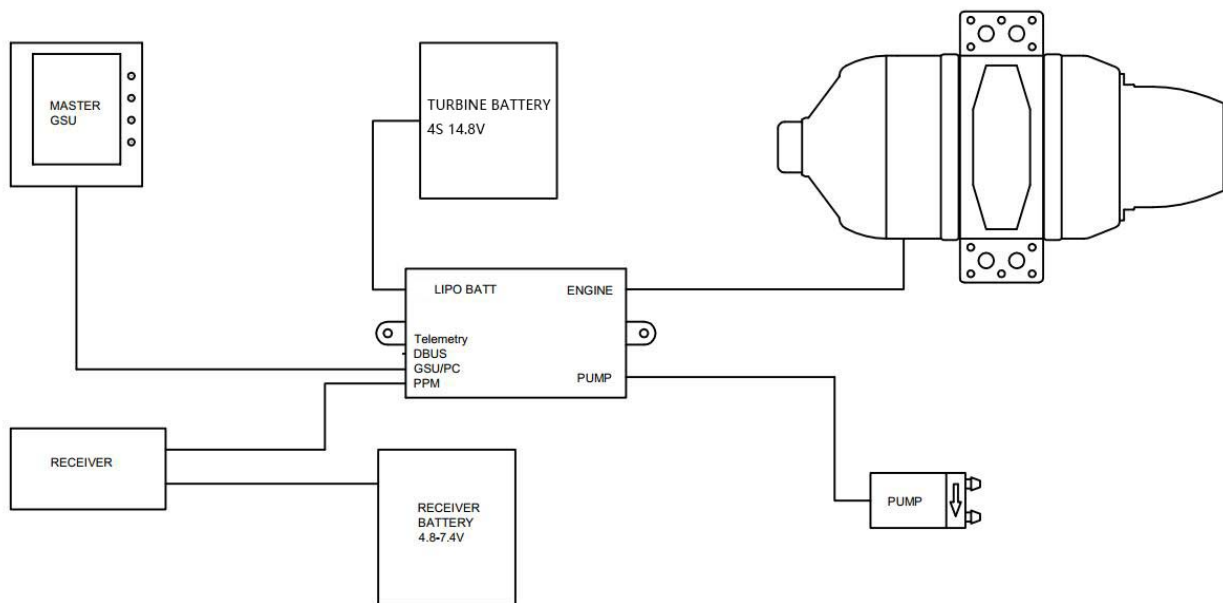 MASTER
GSU
TURBINE BATTERY
4S 14.8V
LIPO BATT
ENGINE
Telemetry
DBUS
GSU/PC
PPM
PUMP
RECEIVER
RECEIVER
BATTERY
4.8-7.4V
PUMP